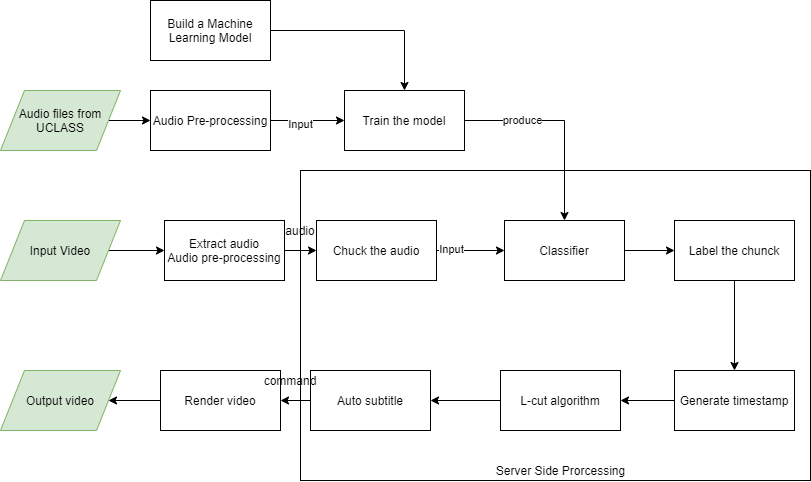 Build a Machine
Learning Model
Audio files from
UCLASS
Audio Pre-processing
Input
Train the model
produce
Input Video
Extract audio
Audio pre-processing
audio
Chuck the audio
Input
Classifier
Label the chunck
Output video
Render video
command
Auto subtitle
L-cut algorithm
Generate timestamp
Server Side Prorcessing